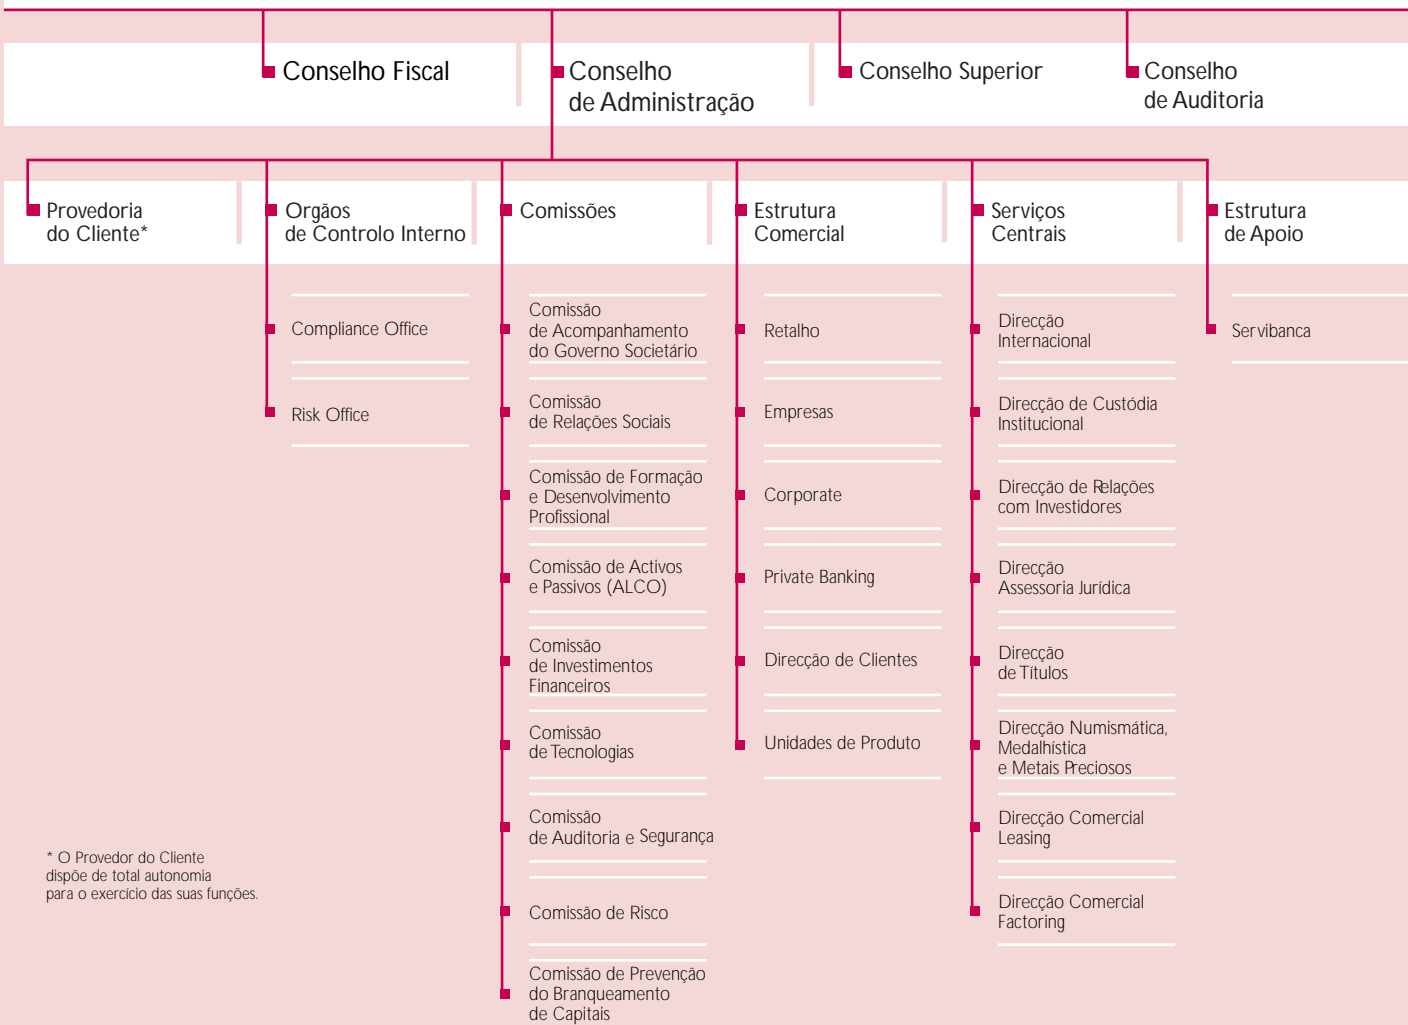 Conselho Fiscal
Conselho
de Administração
Conselho Superior
Conselho
de Auditoria
Provedoria
do Cliente*
Orgãos
de Controlo Interno
Comissões
Estrutura
Comercial
Serviços
Centrais
Estrutura
de Apoio
Compliance Office
Risk Office
Comissão
de Acompanhamento
do Governo Societário
Comissão
de Relações Sociais
Comissão de Formação
e Desenvolvimento
Profissional
Comissão de Activos
e Passivos (ALCO)
Comissão
de Investimentos
Financeiros
Comissão
de Tecnologias
Comissão
de Auditoria e Segurança
Comissão de Risco
Comissão de Prevenção
do Branqueamento
de Capitais
Retalho
Empresas
Corporate
Private Banking
Direcção de Clientes
Unidades de Produto
Direcção
Internacional
Direcção de Custódia
Institucional
Direcção de Relações
com Investidores
Direcção
Assessoria Jurídica
Direcção
de Títulos
Direcção Numismática,
Medalhística
e Metais Preciosos
Direcção Comercial
Leasing
Direcção Comercial
Factoring
Servibanca
* O Provedor do Cliente
dispõe de total autonomia
para o exercício das suas funções.